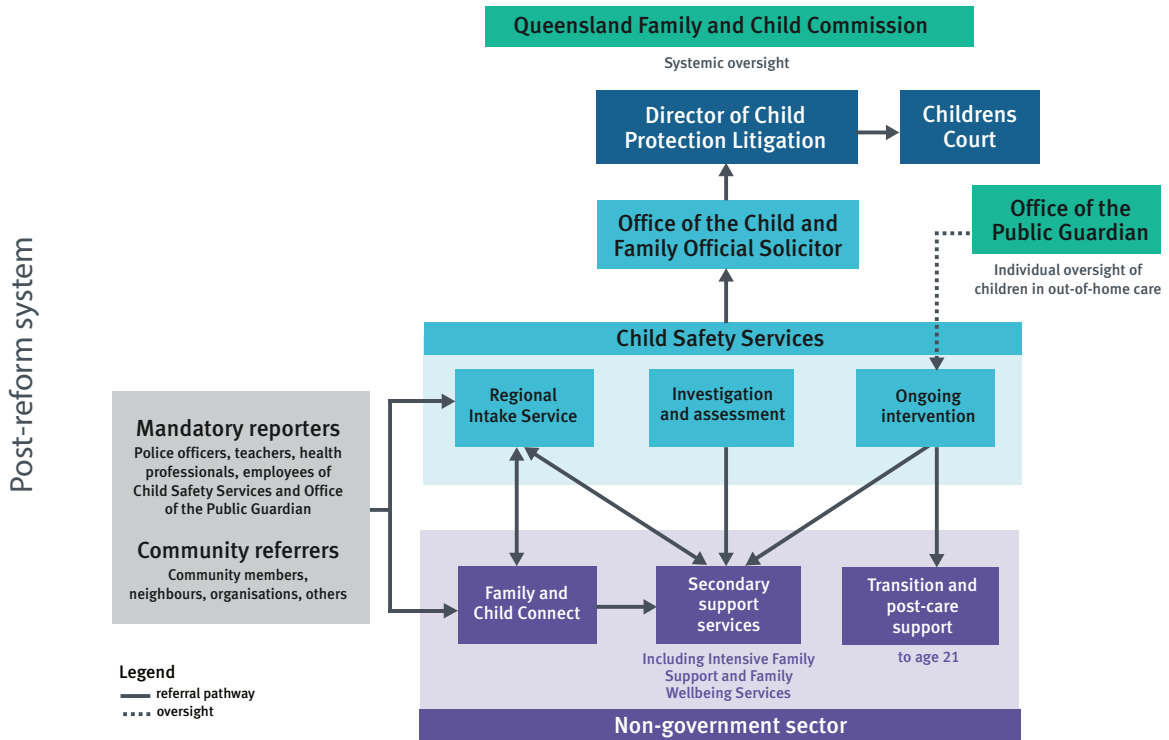 Post-reform system
Queensland Family and Child Commission
Systemic oversight
Director of Child
Protection Litigation
Childrens
Court
Office of the Child and
Family Official Solicitor
Office of the
Public Guardian
Individual oversight of
children in out-of-home care
Child Safety Services
Regional
Intake Service
Investigation
and assessment
Ongoing
intervention
Mandatory reporters
Police officers, teachers, health
professionals, employees of
Child Safety Services and Office
of the Public Guardian
Community referrers
Community members,
neighbours, organisations, others
Family and
Child Connect
Secondary
support
services
Including Intensive Family
Support and Family
Wellbeing Services
Transition and
post-care
support
to age 21
Non-government sector
Legend
referral pathway
oversight